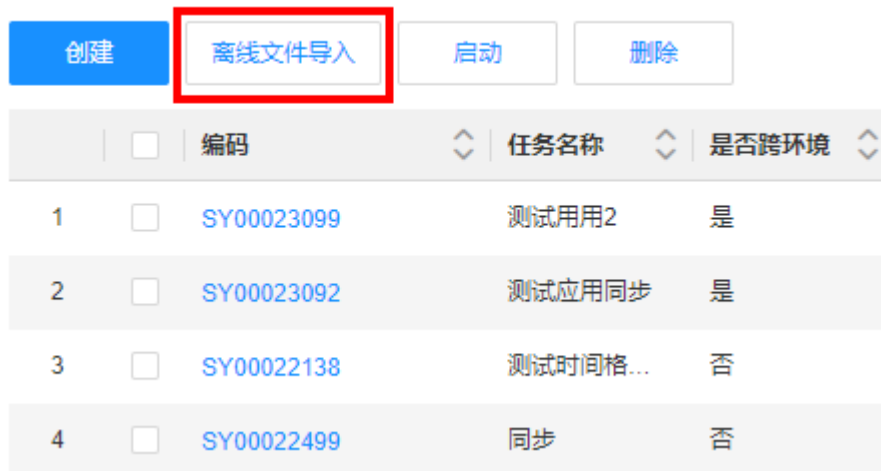 创建 离线文件导入 启动 删除
编码 任务名称 是否跨环境
1 SY00023099 测试用用2 是
2 SY00023092 测试应用同步 是
3 SY00022138 测试时间格... 否
4 SY00022499 同步 否